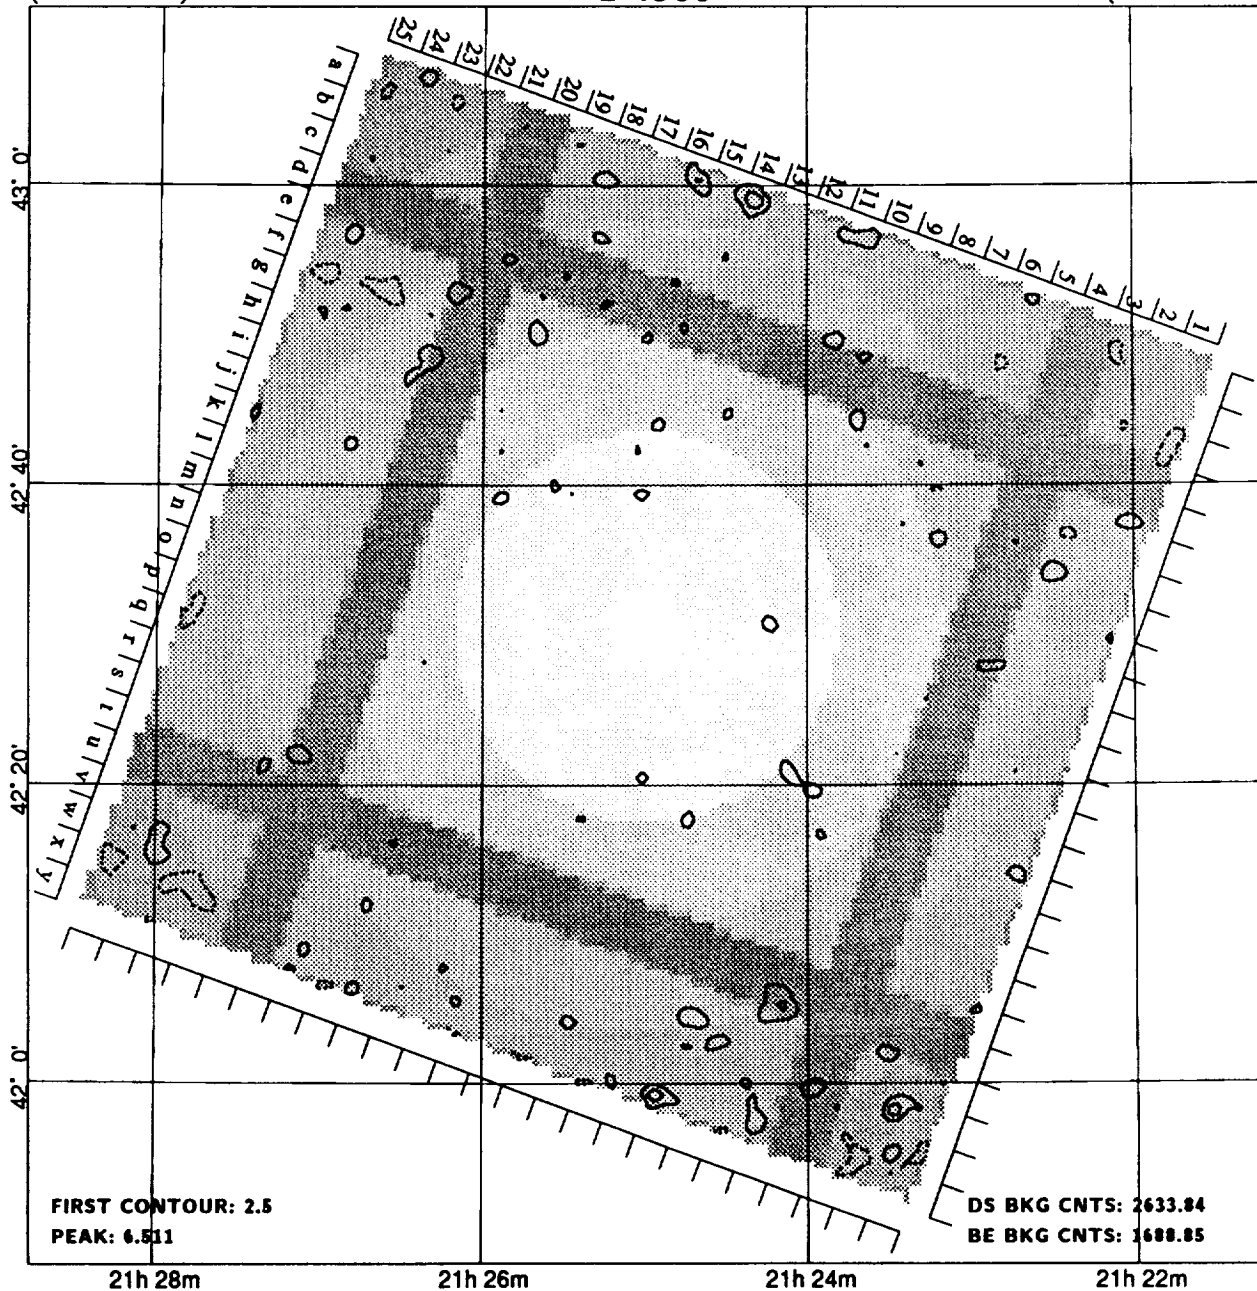 25 24 23 22 21 20 19 18 17 16 15 14 13 12 11 10 9 8 7 6 5 4 3 2 1
a b c d e f g h i j k l m n o p q r s t u v w x y
43° 0'
42° 40'
42° 20'
42° 0'
FIRST CONTOUR: 2.5
PEAK: 6.511
DS BKG CNTS: 2633.84
BE BKG CNTS: 1688.85
21h 28m 21h 26m 21h 24m 21h 22m